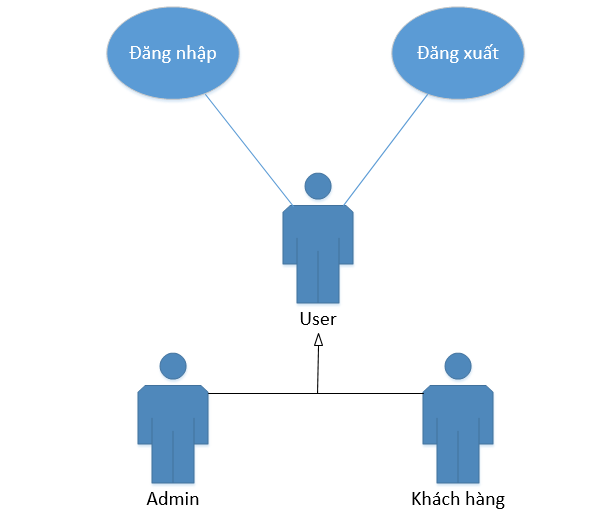 Đăng nhập
Đăng xuất
User
Admin
Khách hàng